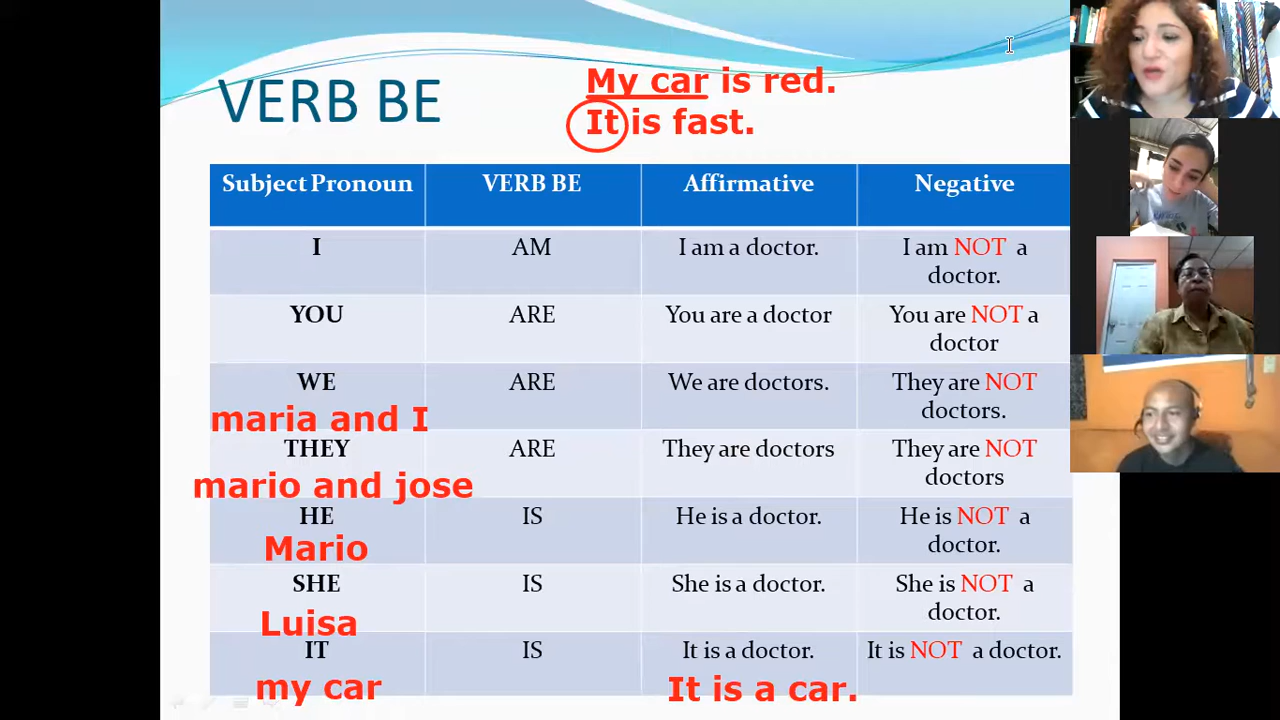 VERB BE
My car is red.
It is fast.
Subject Pronoun VERB BE Affirmative Negative
I AM I am a doctor. I am NOT a
doctor.
YOU ARE You are a doctor You are NOT a
doctor
WE ARE We are doctors. They are NOT
doctors.
maria and I
THEY ARE They are doctors They are NOT
doctors
mario and jose
HE IS He is a doctor. He is NOT a
doctor.
Mario
SHE IS She is a doctor. She is NOT a
doctor.
Luisa
IT IS It is a doctor. It is NOT a doctor.
my car It is a car.